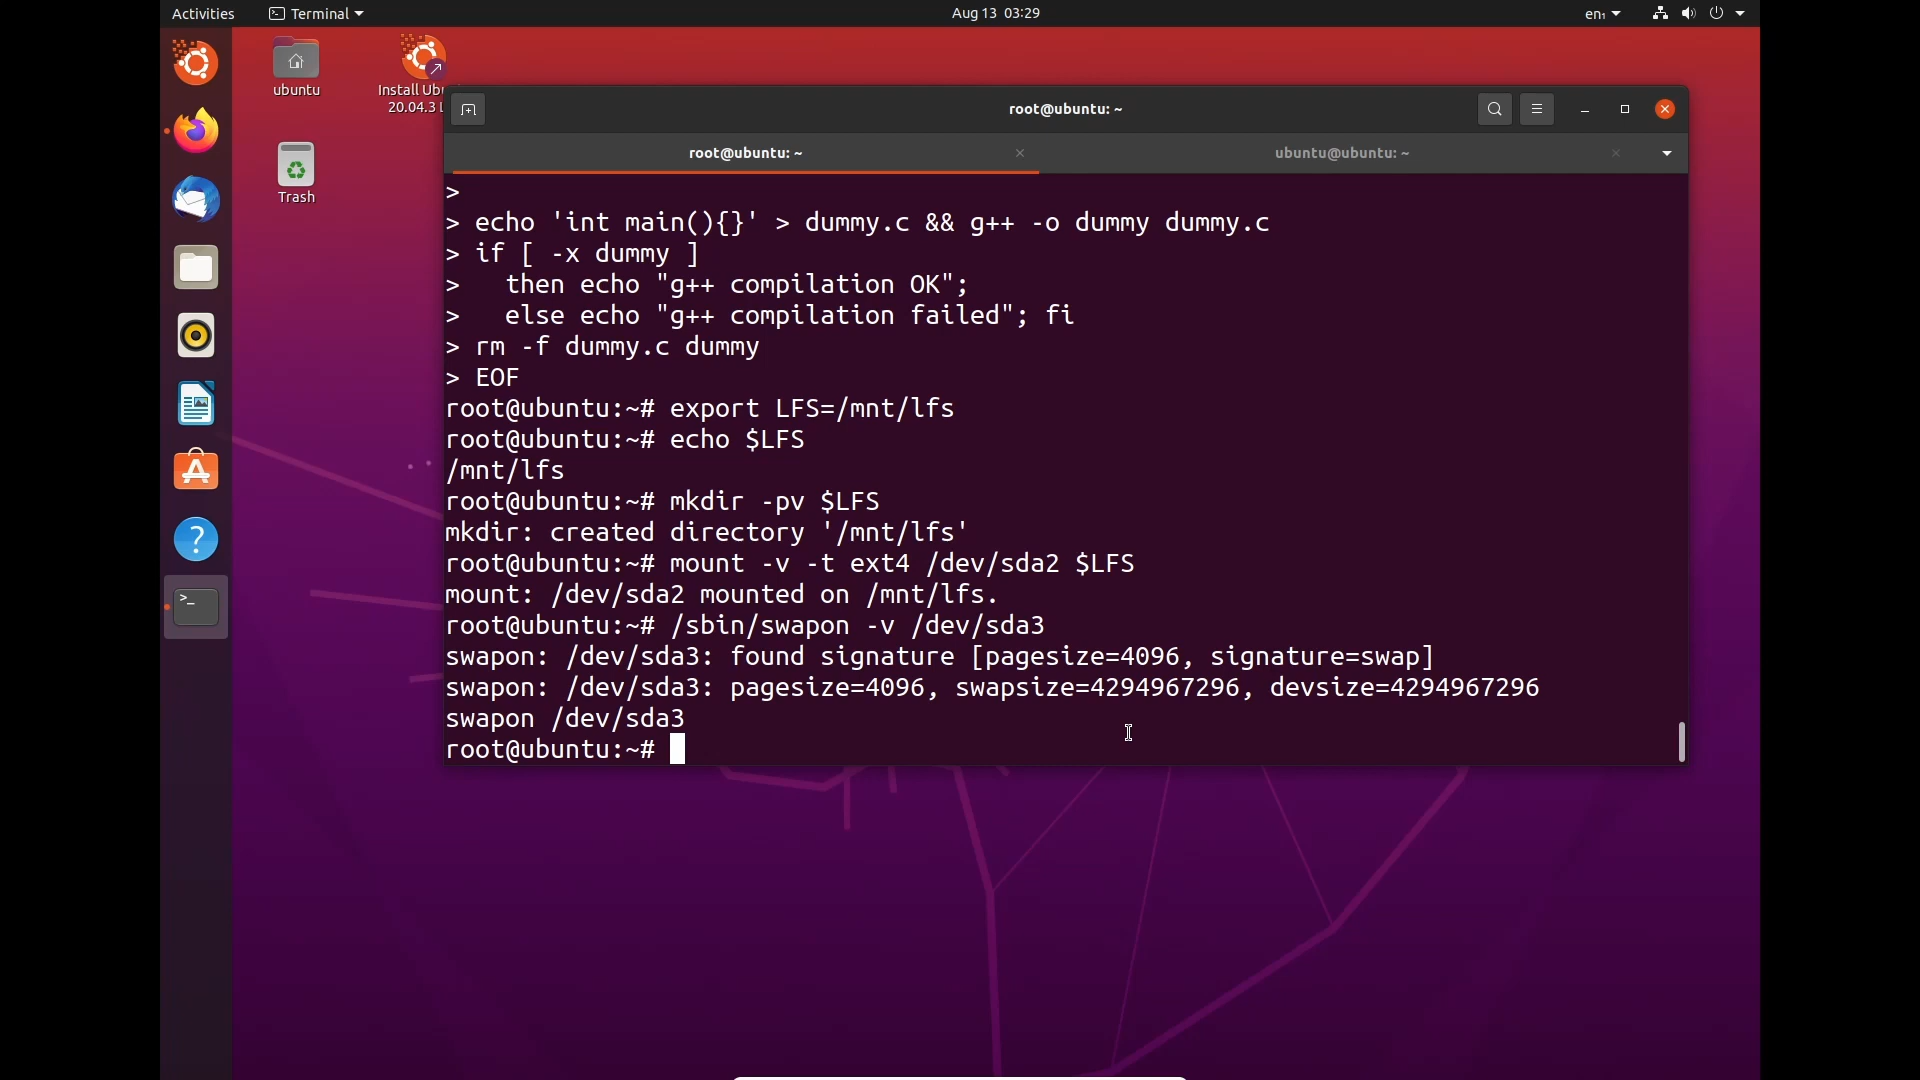 Activities
Terminal
Aug 13 03:29
en₁
ubuntu
Install Ubu
20.04.3 L
Trash
root@ubuntu: ~
root@ubuntu: ~
ubuntu@ubuntu: ~
>
> echo 'int main(){}' > dummy.c && g++ -o dummy dummy.c
> if [ -x dummy ]
>   then echo "g++ compilation OK";
>   else echo "g++ compilation failed"; fi
> rm -f dummy.c dummy
> EOF
root@ubuntu:~# export LFS=/mnt/lfs
root@ubuntu:~# echo $LFS
/mnt/lfs
root@ubuntu:~# mkdir -pv $LFS
mkdir: created directory '/mnt/lfs'
root@ubuntu:~# mount -v -t ext4 /dev/sda2 $LFS
mount: /dev/sda2 mounted on /mnt/lfs.
root@ubuntu:~# /sbin/swapon -v /dev/sda3
swapon: /dev/sda3: found signature [pagesize=4096, signature=swap]
swapon: /dev/sda3: pagesize=4096, swapsize=4294967296, devsize=4294967296
swapon /dev/sda3
root@ubuntu:~#